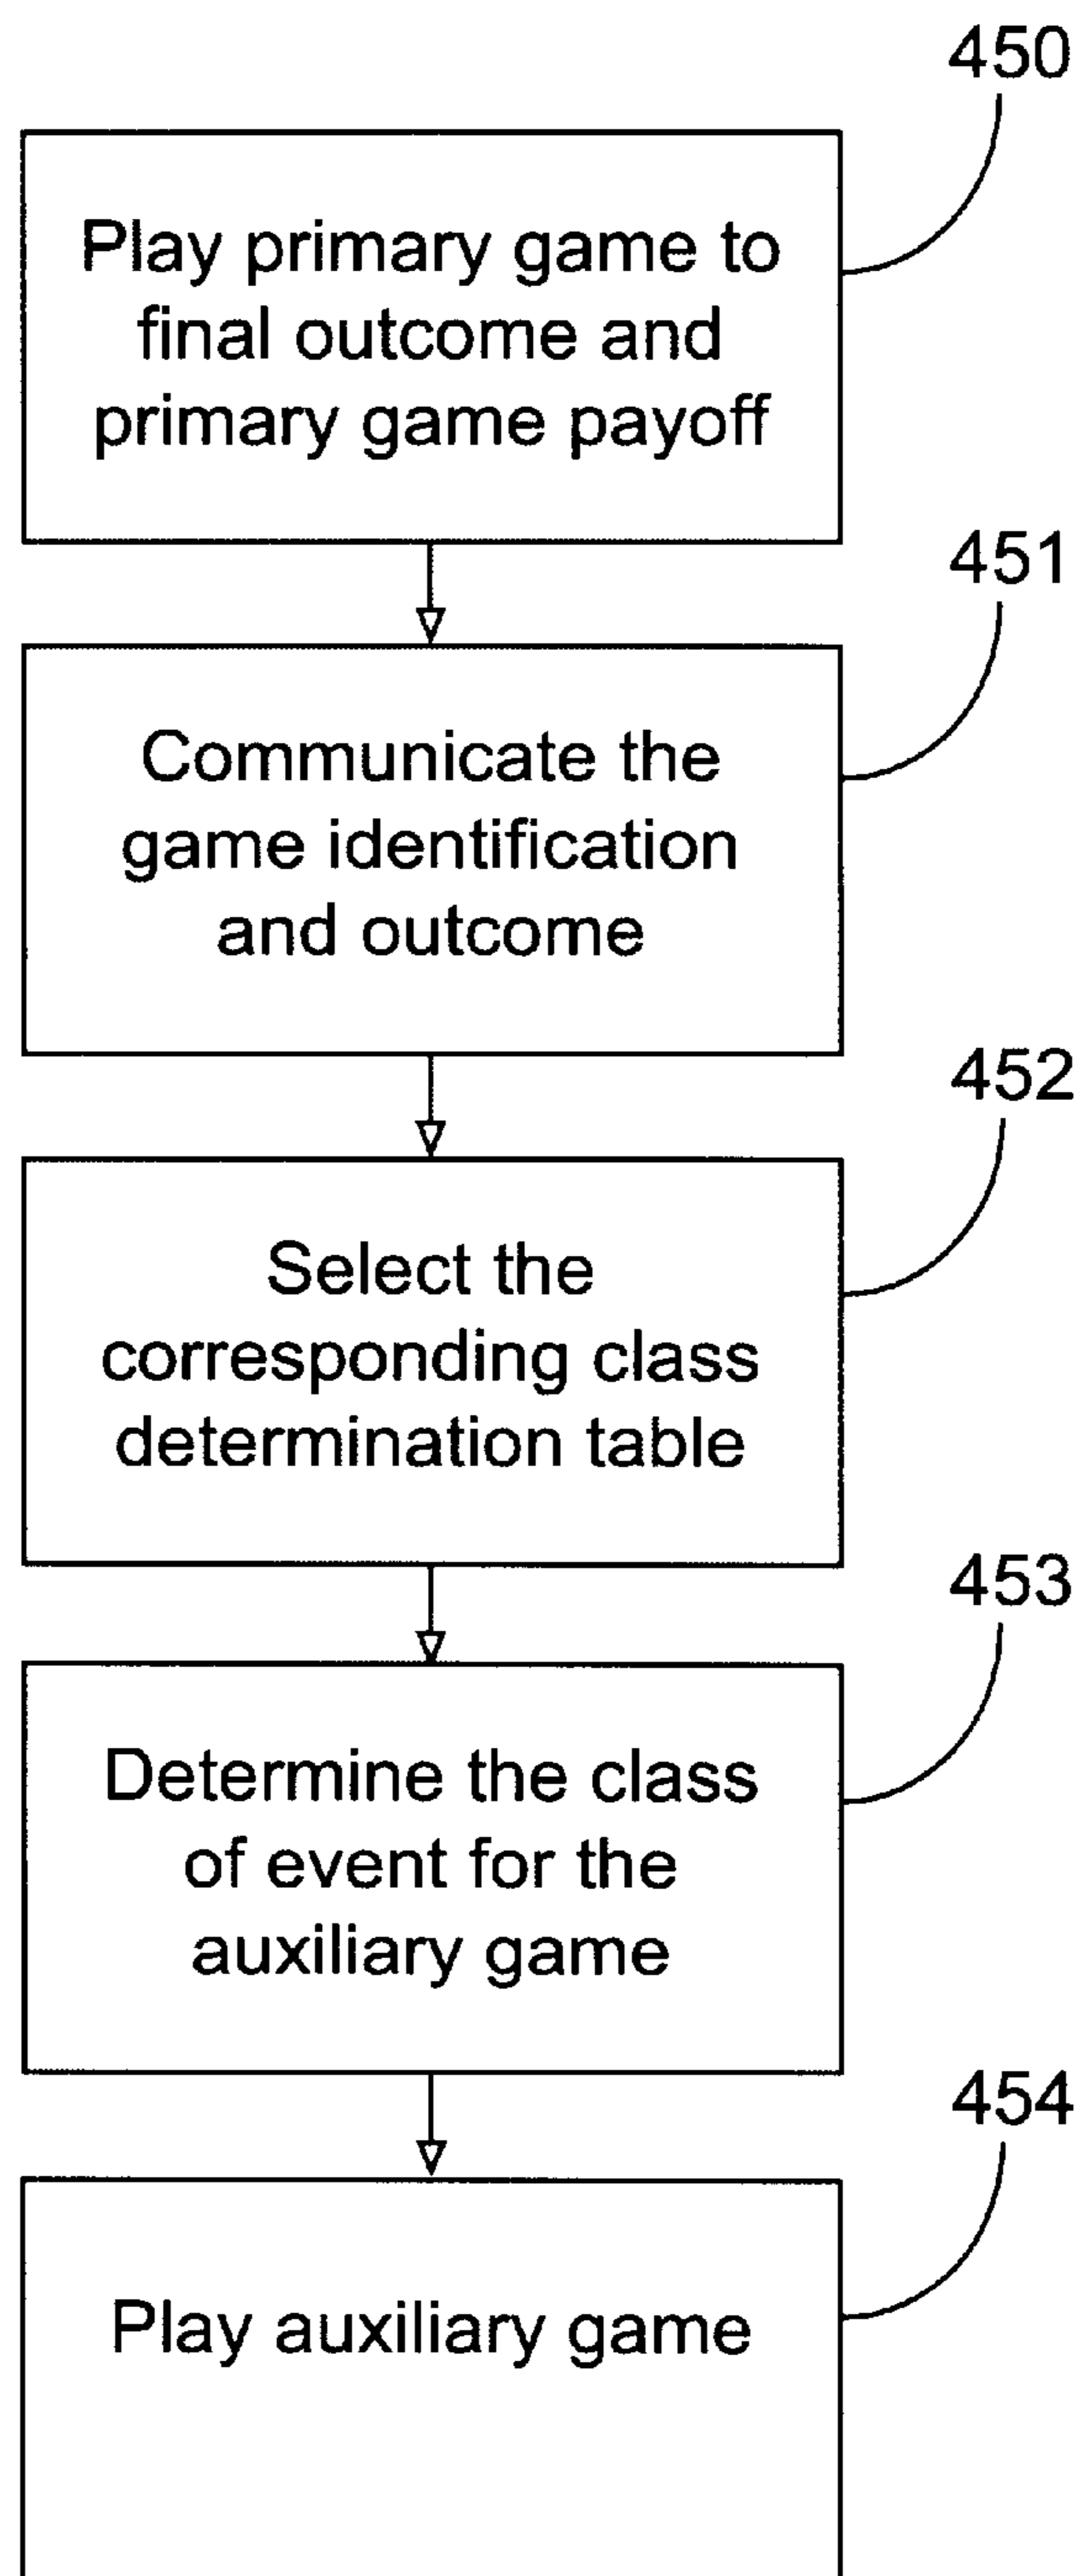 450
Play primary game to
final outcome and
primary game payoff
451
Communicate the
game identification
and outcome
452
Select the
corresponding class
determination table
453
Determine the class
of event for the
auxiliary game
454
Play auxiliary game